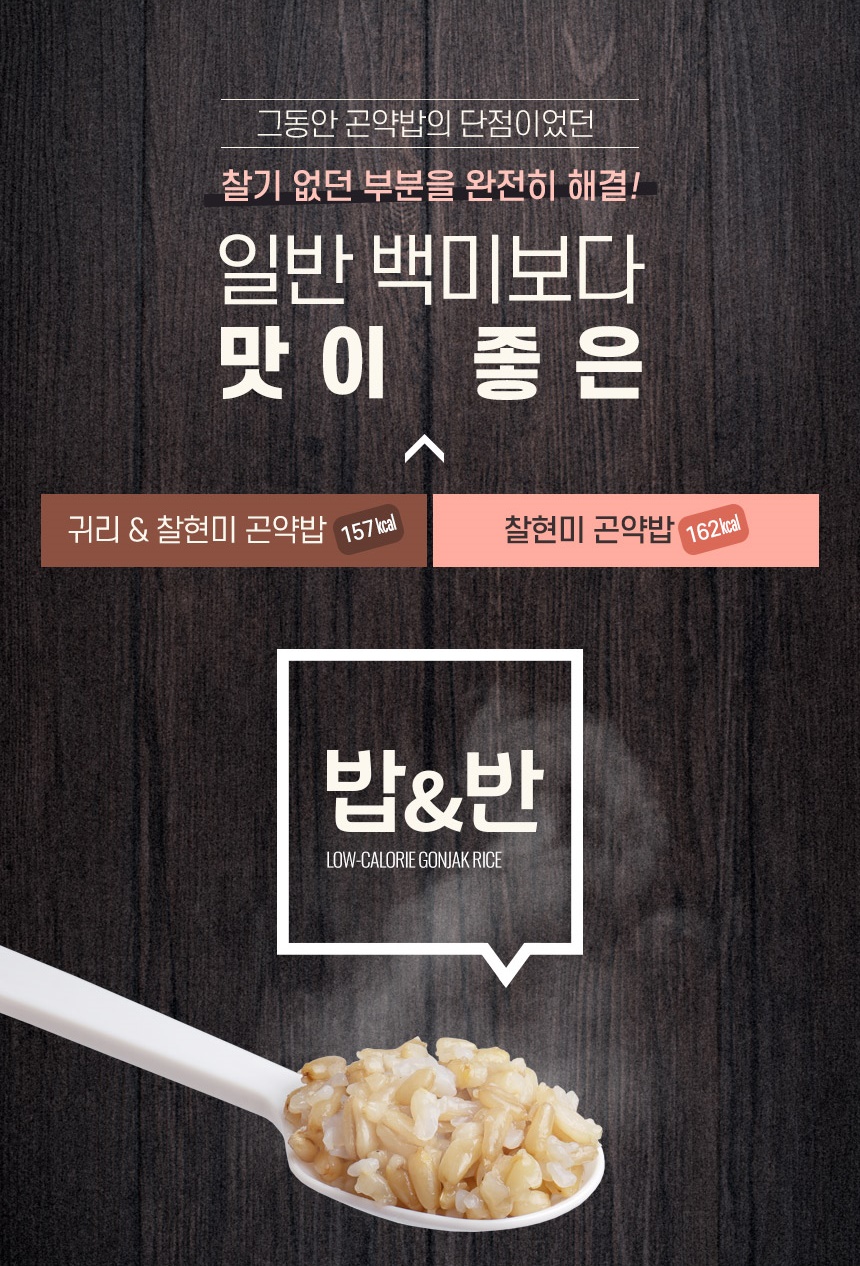 그동안 곤약밥의 단점이었던
찰기 없던 부분을 완전히 해결!
일반 백미보다
맛이 좋은
귀리 & 찰현미 곤약밥 157kcal
찰현미 곤약밥 162kcal
밥&반
LOW-CALORIE GONJAK RICE